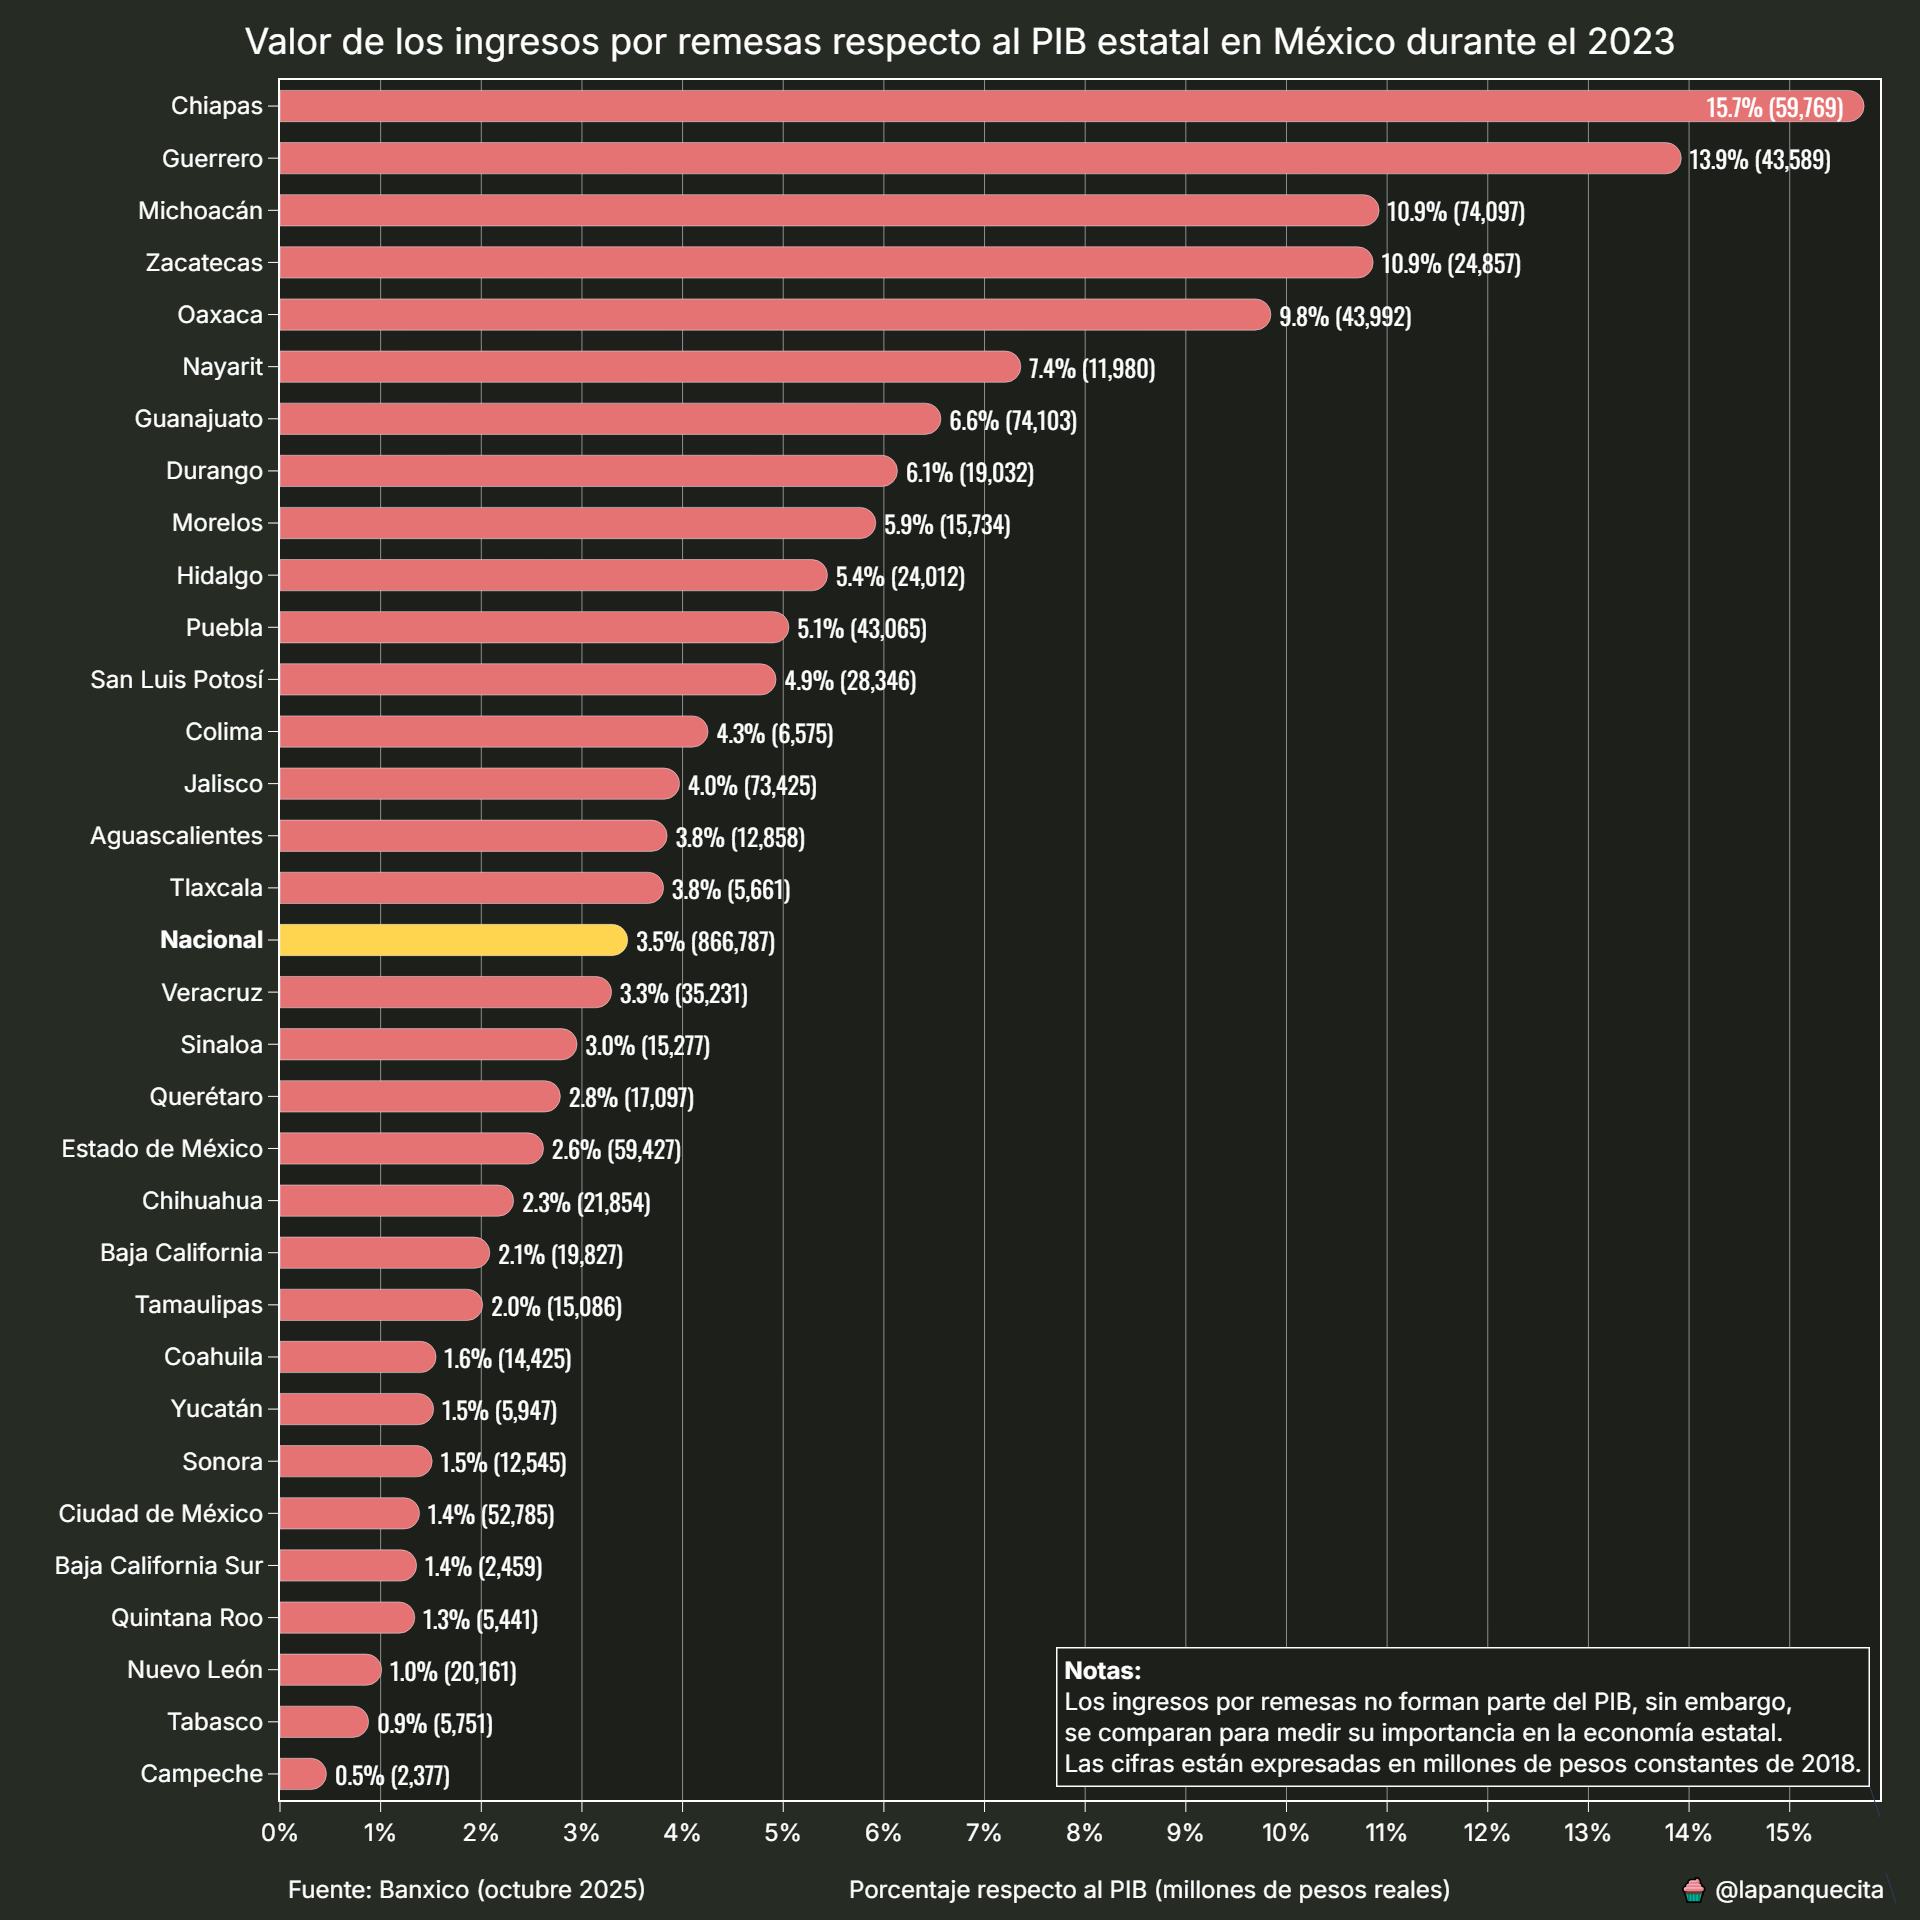 Valor de los ingresos por remesas respecto al PIB estatal en México durante el 2023
Chiapas 15.7% (59,769)
Guerrero 13.9% (43,589)
Michoacán 10.9% (74,097)
Zacatecas 10.9% (24,857)
Oaxaca 9.8% (43,992)
Nayarit 7.4% (11,980)
Guanajuato 6.6% (74,103)
Durango 6.1% (19,032)
Morelos 5.9% (15,734)
Hidalgo 5.4% (24,012)
Puebla 5.1% (43,065)
San Luis Potosí 4.9% (28,346)
Colima 4.3% (6,575)
Jalisco 4.0% (73,425)
Aguascalientes 3.8% (12,858)
Tlaxcala 3.8% (5,661)
Nacional 3.5% (866,787)
Veracruz 3.3% (35,231)
Sinaloa 3.0% (15,277)
Querétaro 2.8% (17,097)
Estado de México 2.6% (59,427)
Chihuahua 2.3% (21,854)
Baja California 2.1% (19,827)
Tamaulipas 2.0% (15,086)
Coahuila 1.6% (14,425)
Yucatán 1.5% (5,947)
Sonora 1.5% (12,545)
Ciudad de México 1.4% (52,785)
Baja California Sur 1.4% (2,459)
Quintana Roo 1.3% (5,441)
Nuevo León 1.0% (20,161)
Tabasco 0.9% (5,751)
Campeche 0.5% (2,377)
Notas:
Los ingresos por remesas no forman parte del PIB, sin embargo,
se comparan para medir su importancia en la economía estatal.
Las cifras están expresadas en millones de pesos constantes de 2018.
0% 1% 2% 3% 4% 5% 6% 7% 8% 9% 10% 11% 12% 13% 14% 15%
Fuente: Banxico (octubre 2025) Porcentaje respecto al PIB (millones de pesos reales) @lapanquecita